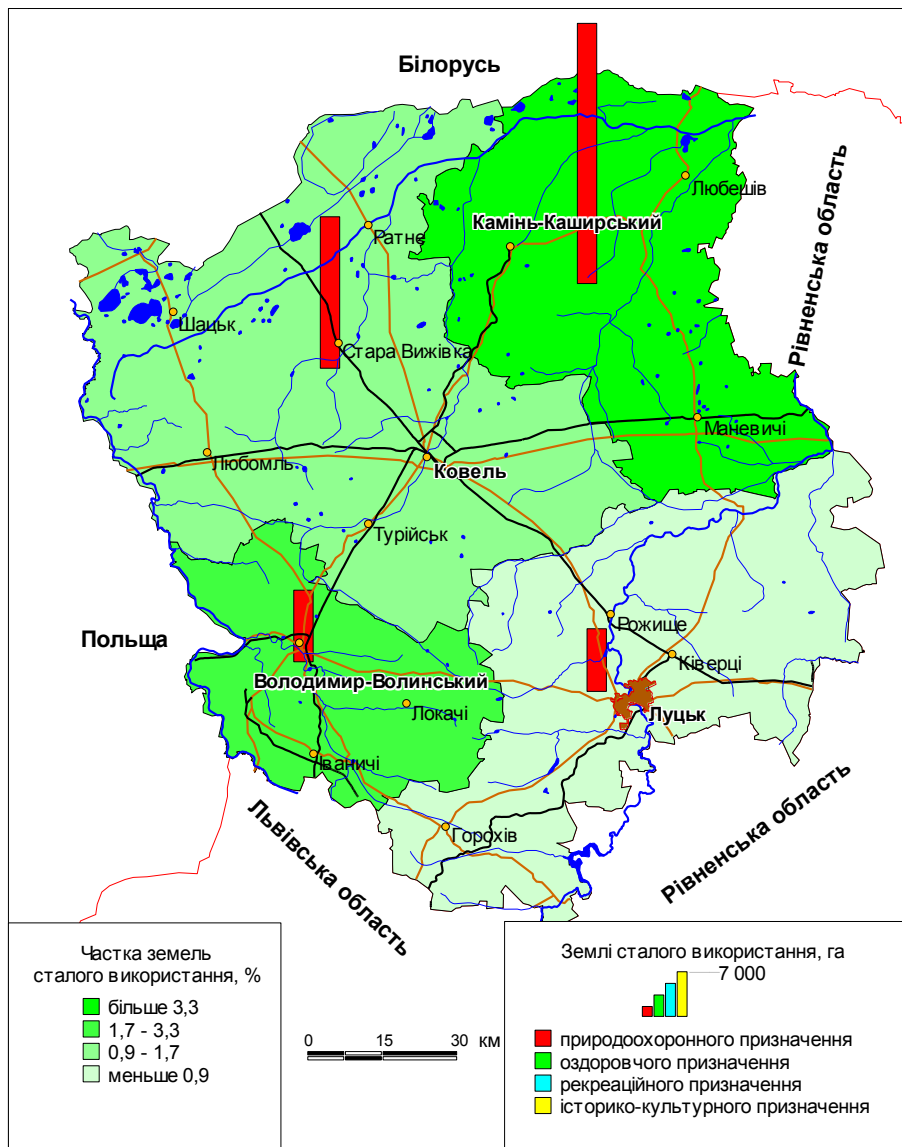 Білорусь
Рівненська область
Любешів
Камінь-Каширський
Ратне
Шацьк
Стара Вижівка
Маневичі
Любомль
Ковель
Турійськ
Рожище
Польща
Ківерці
Володимир-Волинський
Локачі
Луцьк
Іваничі
Горохів
Львівська область
Рівненська область
Частка земель
сталого використання, %
більше 3,3
1,7 - 3,3
0,9 - 1,7
меньше 0,9
0 15 30 км
Землі сталого використання, га
7 000
природоохоронного призначення
оздоровчого призначення
рекреаційного призначення
історико-культурного призначення